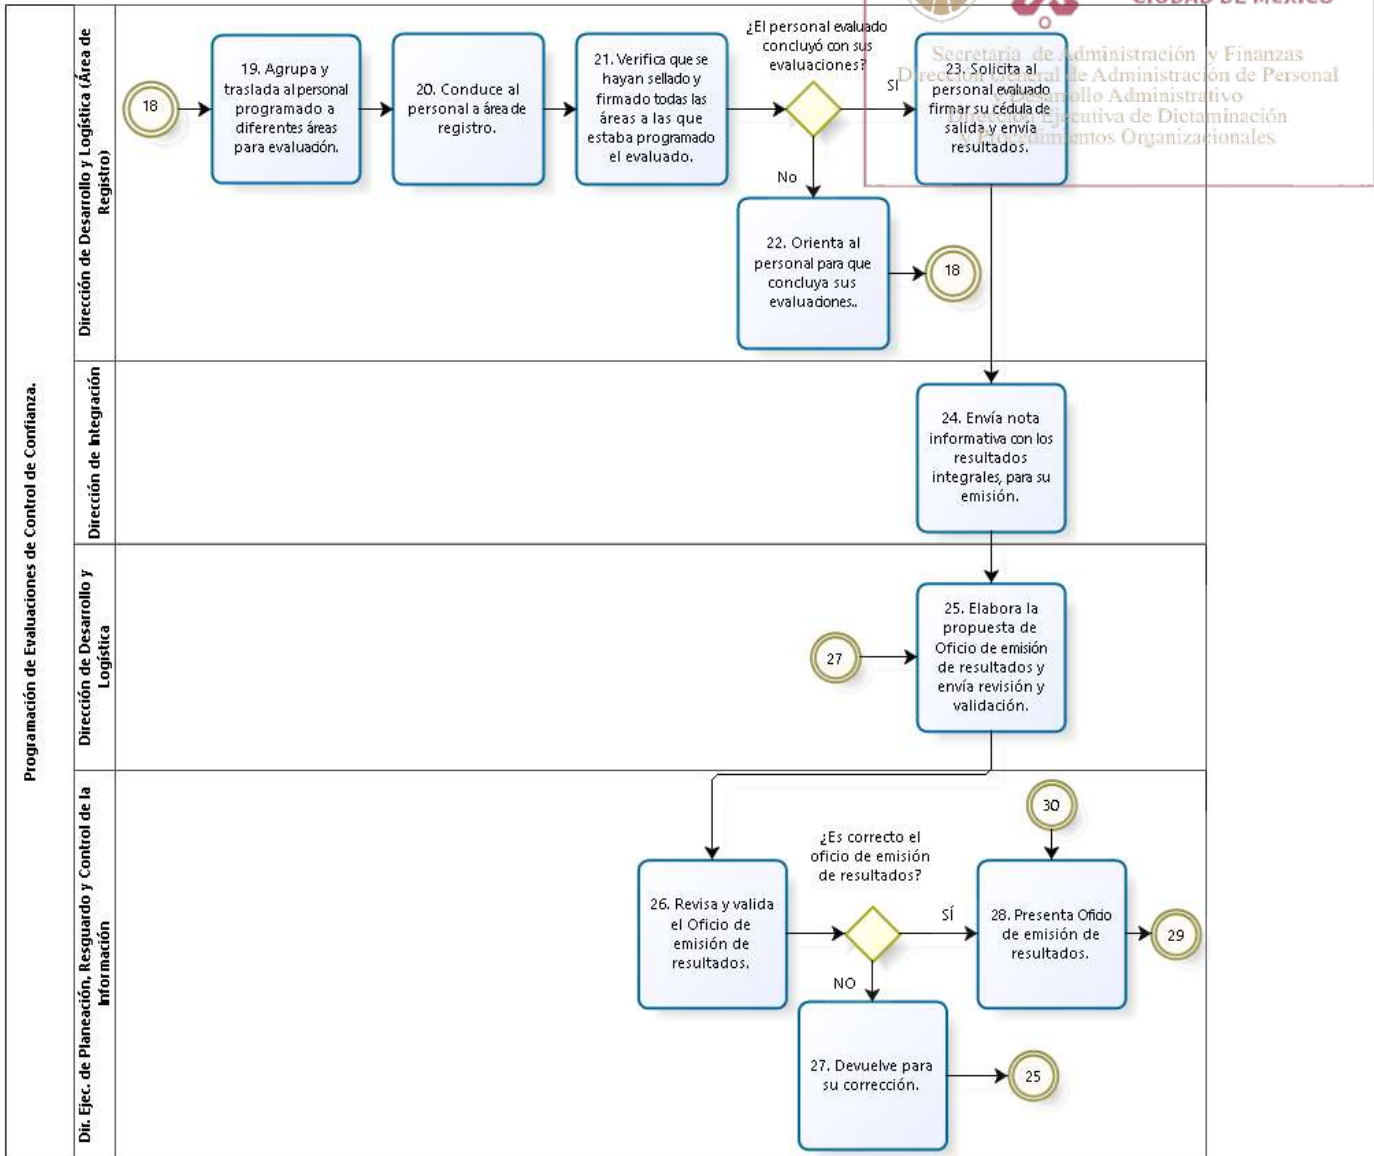 CIUDAD DE MÉXICO
Secretaría de Administración y Finanzas
Dirección General de Administración de Personal
y Desarrollo Administrativo
Dirección Ejecutiva de Dictaminación
y Procedimientos Organizacionales
Programación de Evaluaciones de Control de Confianza.
Dirección de Desarrollo y Logística (Área de
Registro)
18
19. Agrupa y
traslada al personal
programado a
diferentes áreas
para evaluación.
20. Conduce al
personal a área de
registro.
21. Verifica que se
hayan sellado y
firmado todas las
áreas a las que
estaba programado
el evaluado.
¿El personal evaluado
concluyó con sus
evaluaciones?
SÍ
No
23. Solicita al
personal evaluado
firmar su cédula de
salida y envía
resultados.
22. Orienta al
personal para que
concluya sus
evaluaciones..
18
Dirección de Integración
24. Envía nota
informativa con los
resultados
integrales, para su
emisión.
Dirección de Desarrollo y
Logística
27
25. Elabora la
propuesta de
Oficio de emisión
de resultados y
envía revisión y
validación.
Dir. Ejec. de Planeación, Resguardo y Control de la
Información
26. Revisa y valida
el Oficio de
emisión de
resultados.
¿Es correcto el
oficio de emisión
de resultados?
SÍ
NO
30
28. Presenta Oficio
de emisión de
resultados.
29
27. Devuelve para
su corrección.
25